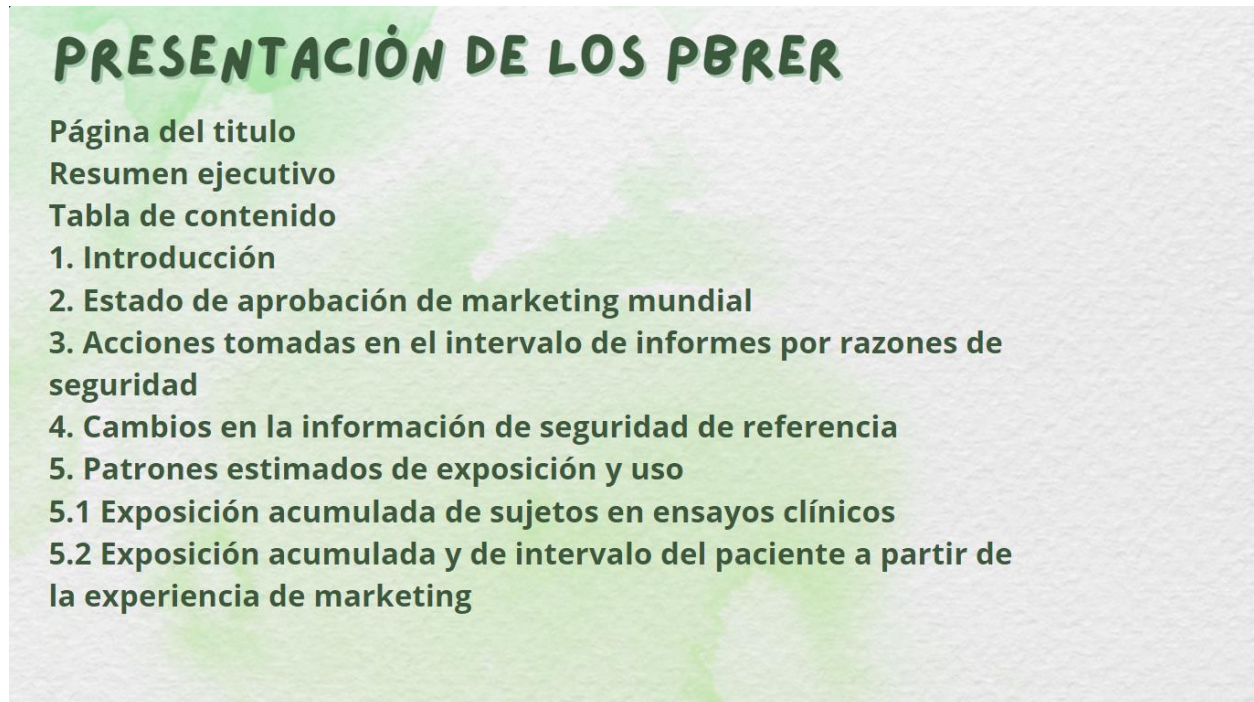 PRESENTACIÓN DE LOS PBRER
Página del titulo
Resumen ejecutivo
Tabla de contenido
1. Introducción
2. Estado de aprobación de marketing mundial
3. Acciones tomadas en el intervalo de informes por razones de
seguridad
4. Cambios en la información de seguridad de referencia
5. Patrones estimados de exposición y uso
5.1 Exposición acumulada de sujetos en ensayos clínicos
5.2 Exposición acumulada y de intervalo del paciente a partir de
la experiencia de marketing